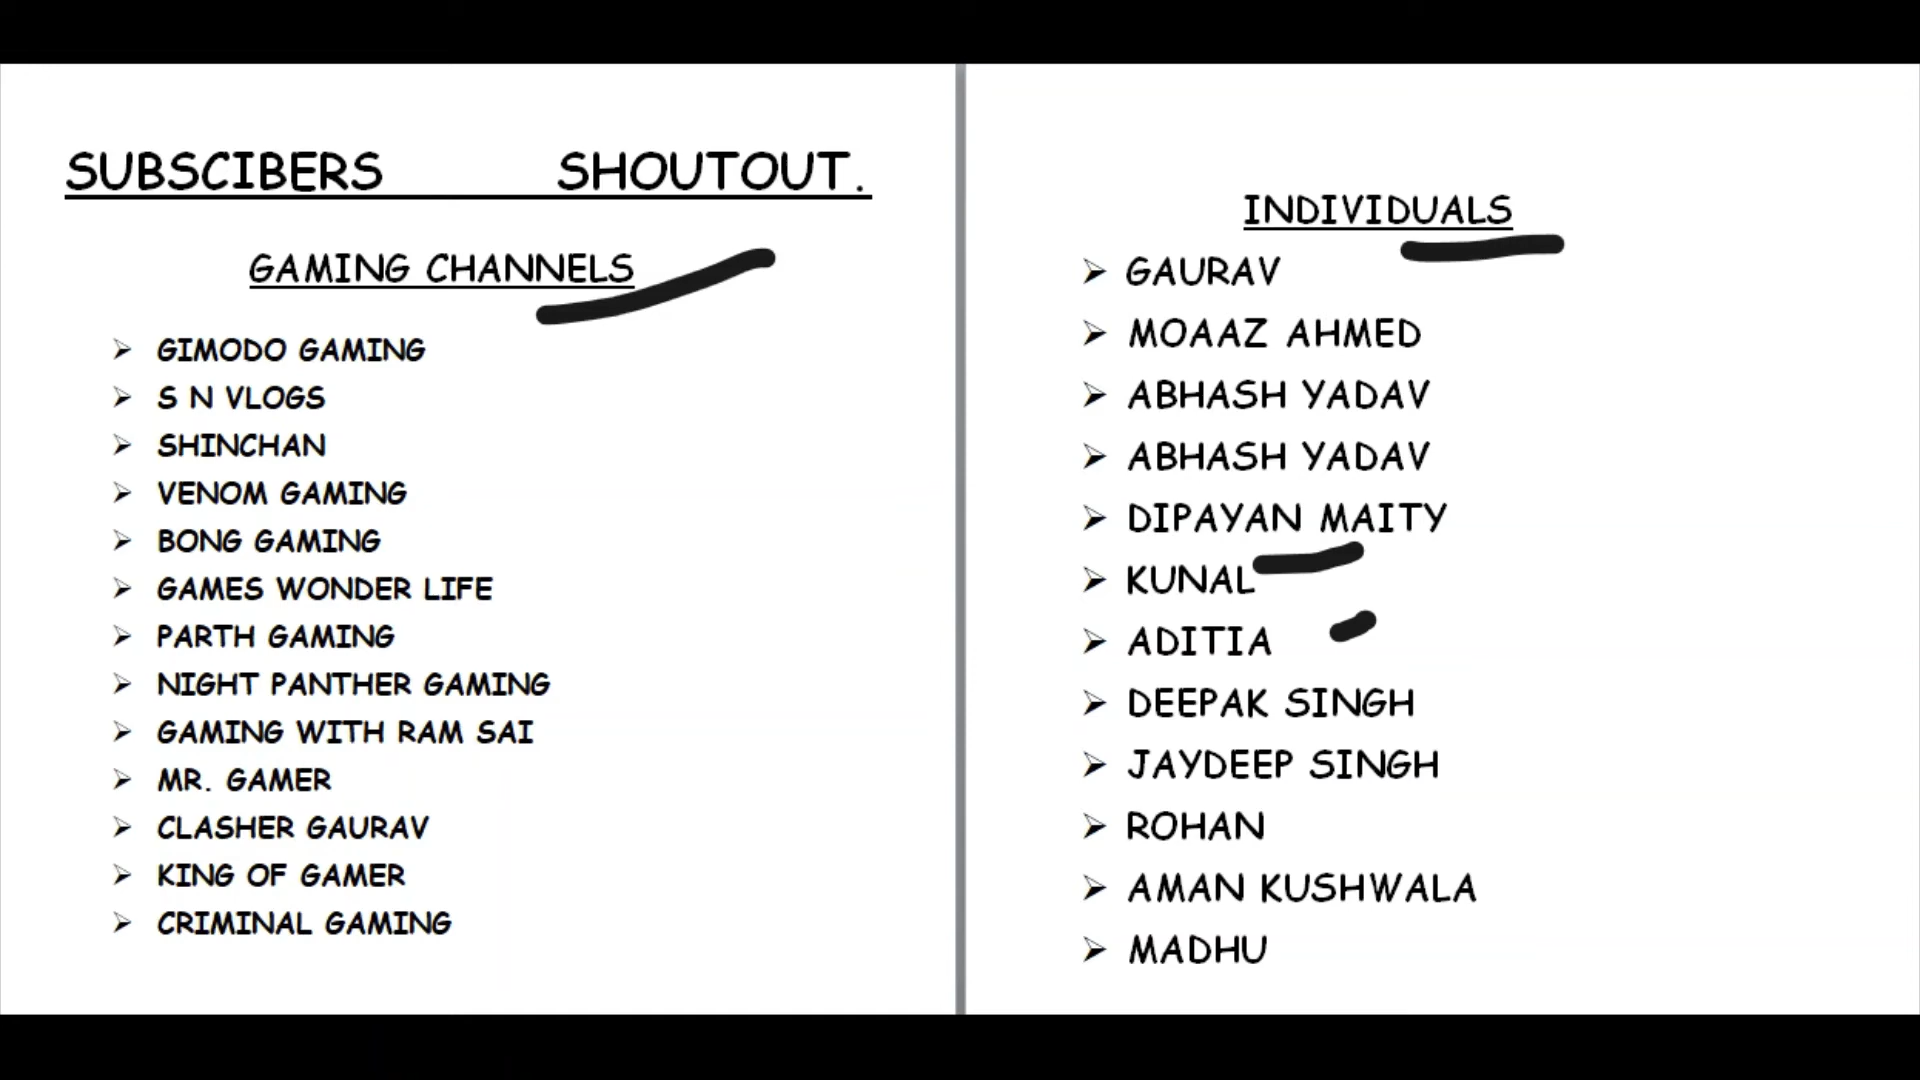 SUBSCIBERS SHOUTOUT.
GAMING CHANNELS
GIMODO GAMING
S N VLOGS
SHINCHAN
VENOM GAMING
BONG GAMING
GAMES WONDER LIFE
PARTH GAMING
NIGHT PANTHER GAMING
GAMING WITH RAM SAI
MR. GAMER
CLASHER GAURAV
KING OF GAMER
CRIMINAL GAMING
INDIVIDUALS
GAURAV
MOAAZ AHMED
ABHASH YADAV
ABHASH YADAV
DIPAYAN MAITY
KUNAL
ADITIA
DEEPAK SINGH
JAYDEEP SINGH
ROHAN
AMAN KUSHWALA
MADHU